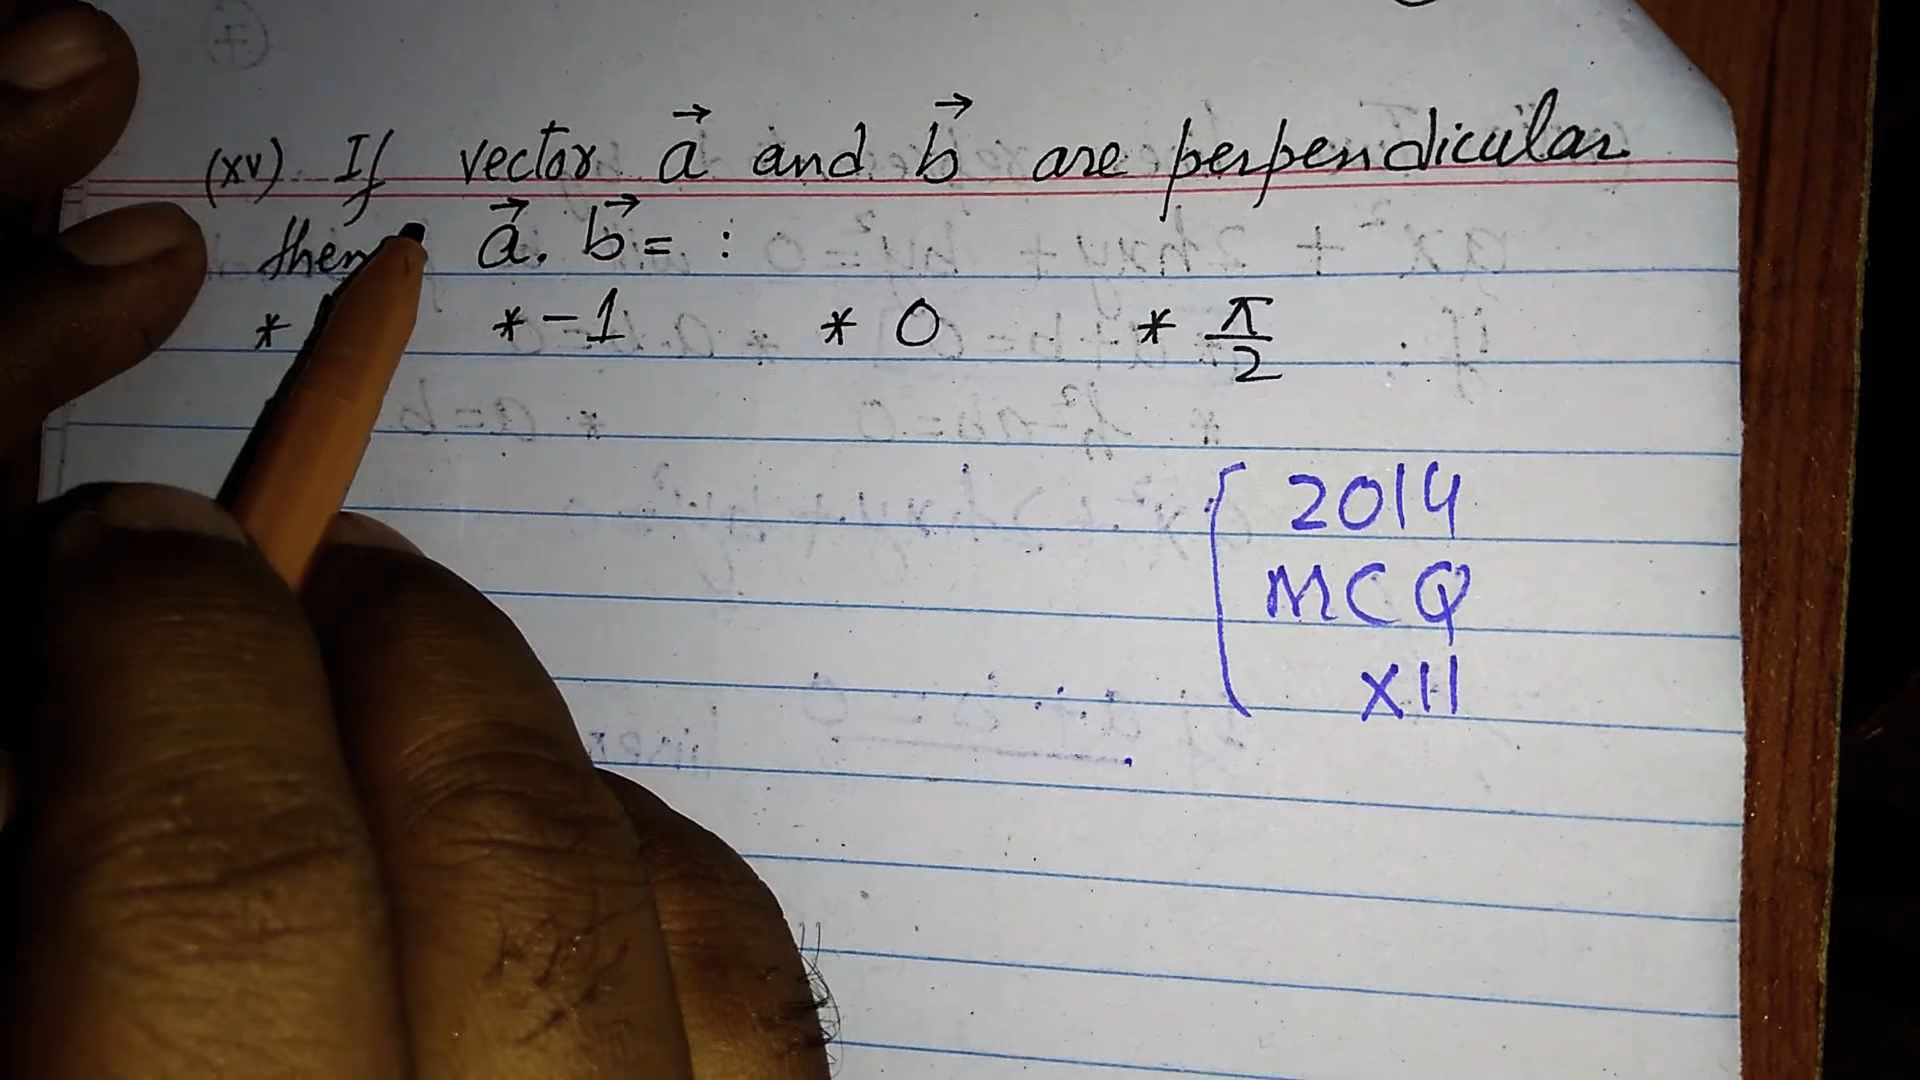 (xv) If vector a⃗ and b⃗ are perpendicular
then a⃗. b⃗ = :
* * -1 * 0 * π/2
2014
MCQ
XII